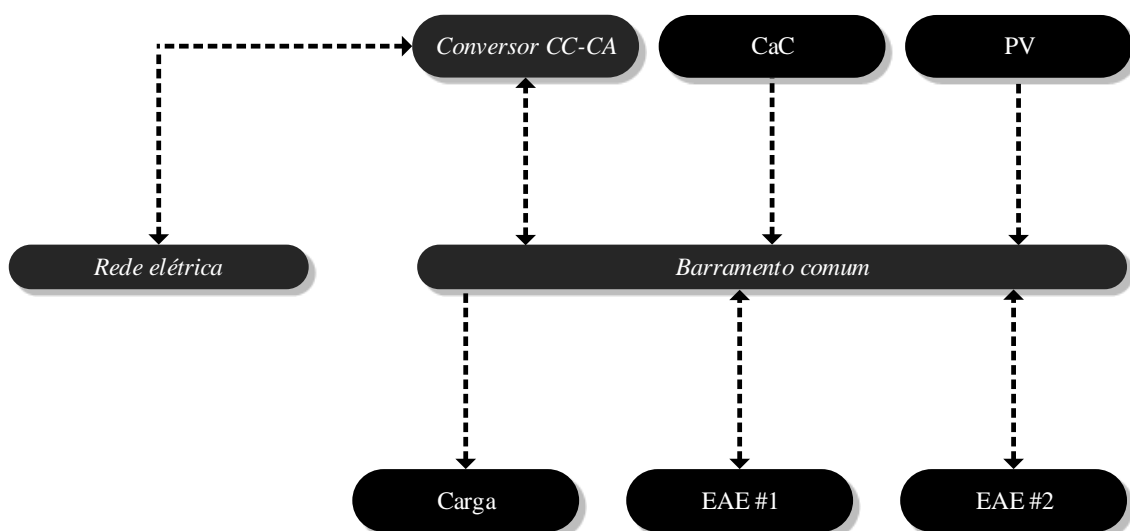 Conversor CC-CA
CaC
PV
Rede elétrica
Barramento comum
Carga
EAE #1
EAE #2